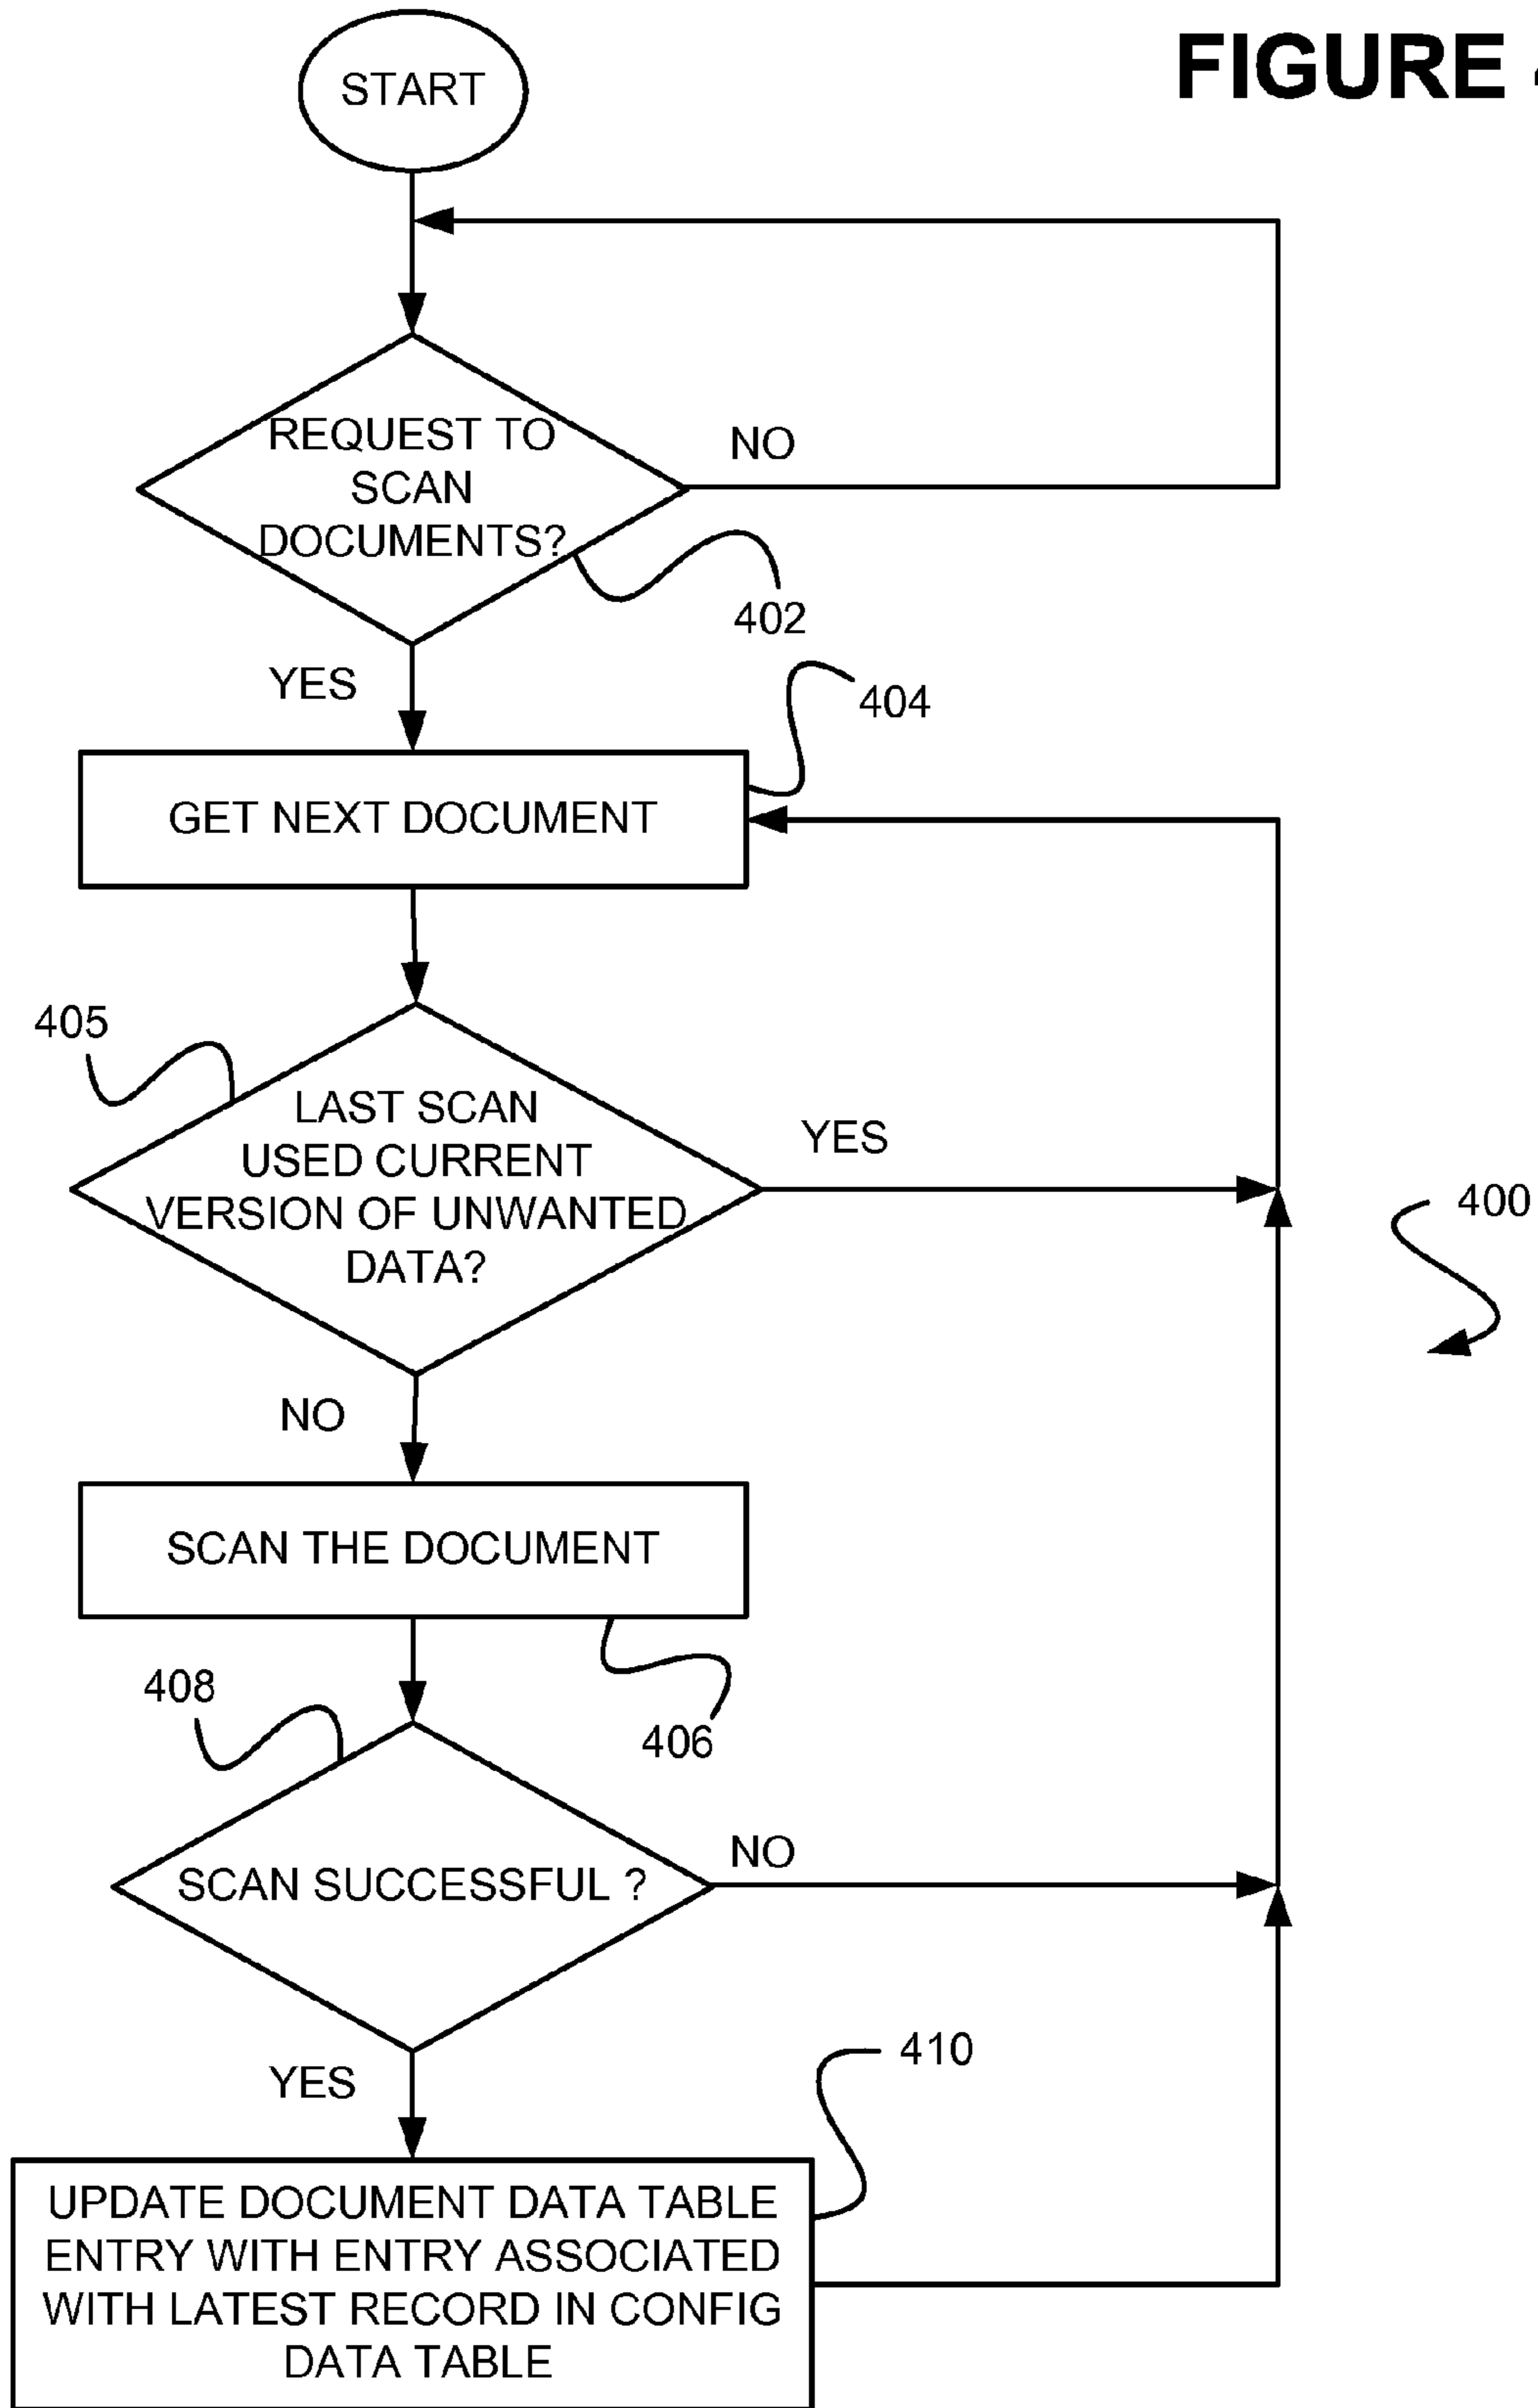 FIGURE
START
REQUEST TO
SCAN
DOCUMENTS?
NO
402
YES
404
GET NEXT DOCUMENT
405
LAST SCAN
USED CURRENT
VERSION OF UNWANTED
DATA?
YES
400
NO
SCAN THE DOCUMENT
406
408
SCAN SUCCESSFUL ?
NO
YES
410
UPDATE DOCUMENT DATA TABLE
ENTRY WITH ENTRY ASSOCIATED
WITH LATEST RECORD IN CONFIG
DATA TABLE